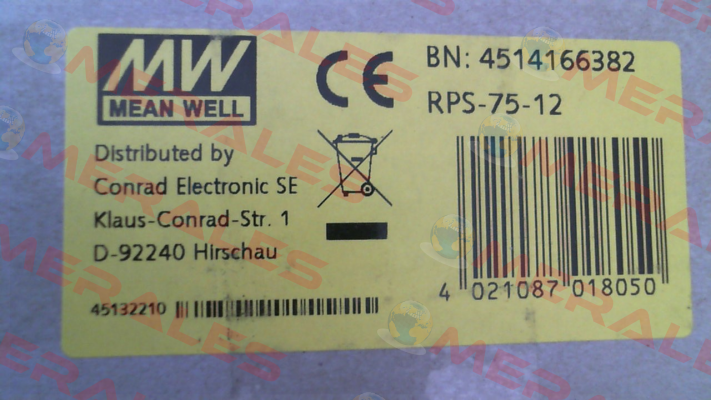 MW
MEAN WELL
CE
BN: 4514166382
RPS-75-12
Distributed by
Conrad Electronic SE
Klaus-Conrad-Str. 1
D-92240 Hirschau
45132210
4 021087 018050
MERALES